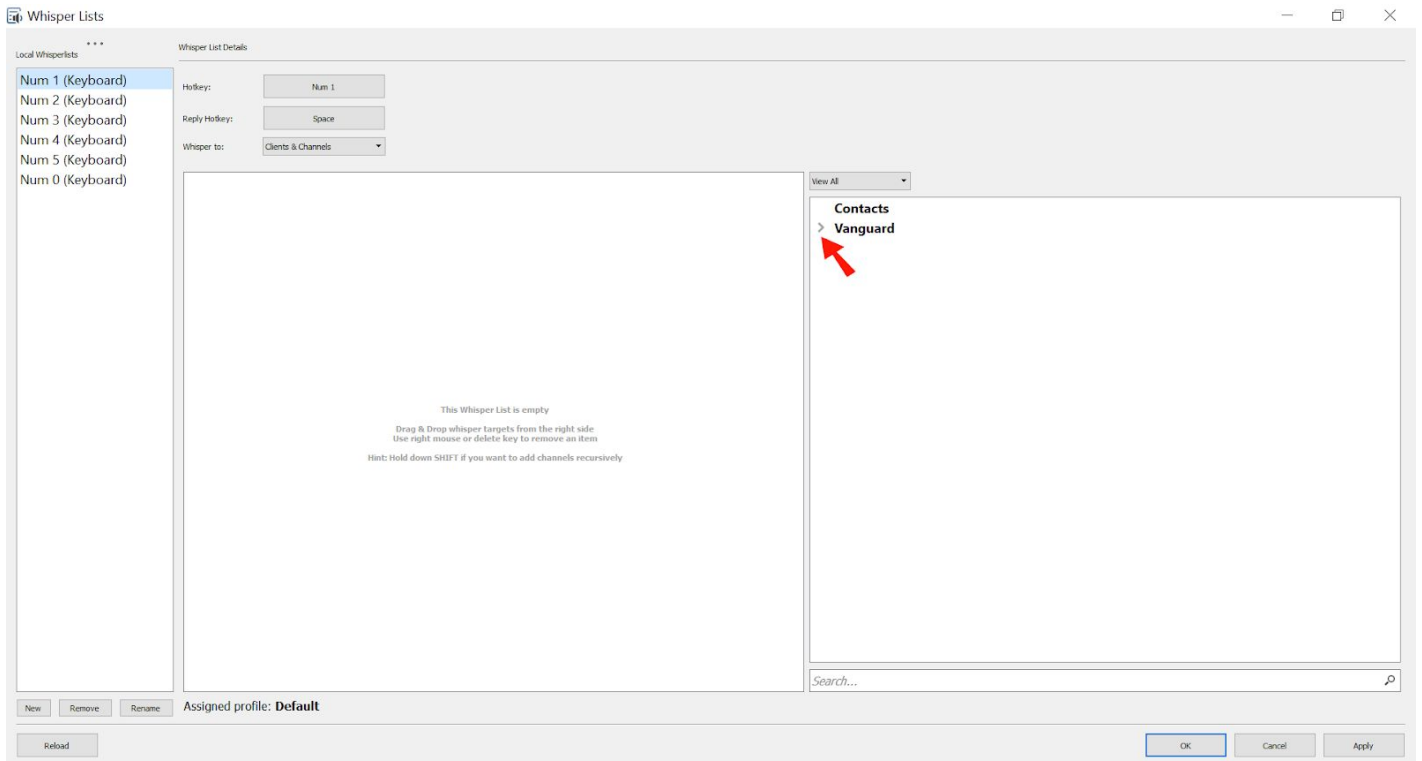 Whisper Lists
Local Whisperlists
Num 1 (Keyboard)
Num 2 (Keyboard)
Num 3 (Keyboard)
Num 4 (Keyboard)
Num 5 (Keyboard)
Num 0 (Keyboard)
New Remove Rename
Whisper List Details
Hotkey: Num 1
Reply Hotkey: Space
Whisper to: Clients & Channels
This Whisper List is empty
Drag & Drop whisper targets from the right side
Use right mouse or delete key to remove an item
Hint: Hold down SHIFT if you want to add channels recursively
View All
Contacts
Vanguard
Search...
Assigned profile: Default
Reload
OK Cancel Apply